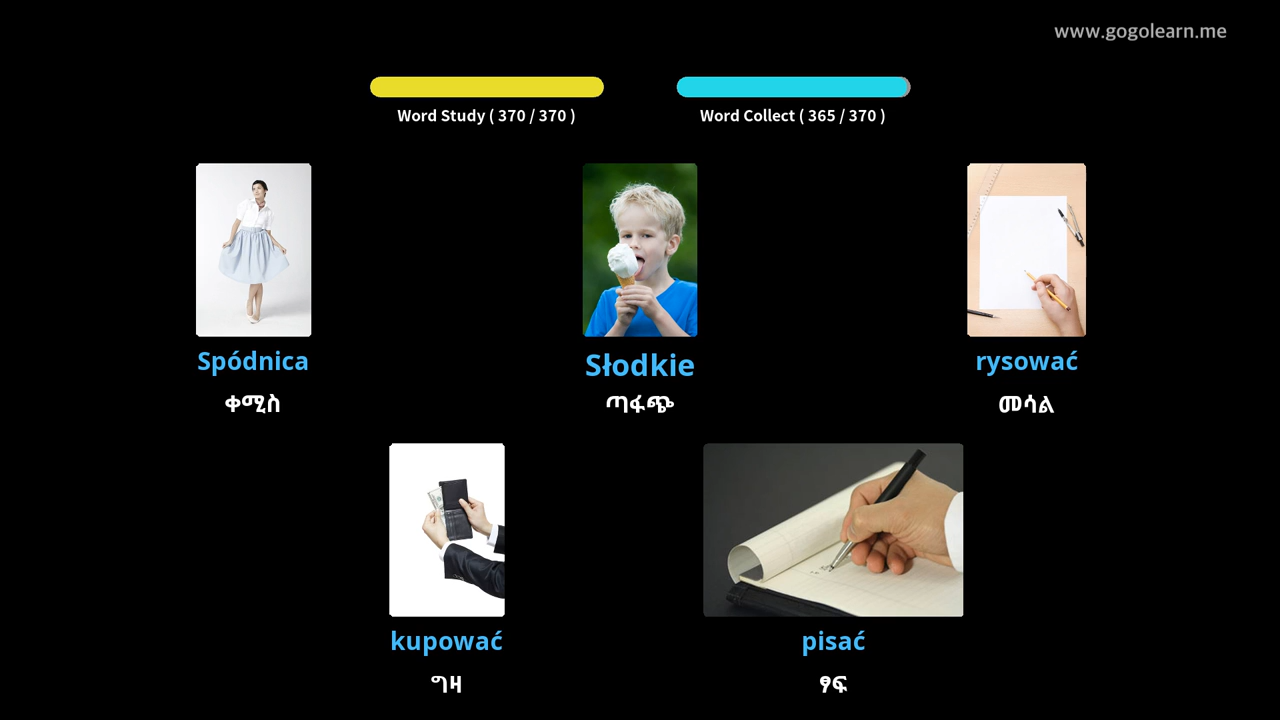 www.gogolearn.me
Word Study ( 370 / 370 )
Word Collect ( 365 / 370 )
Spódnica
ቀሚስ
Słodkie
ጣፋጭ
rysować
መሳል
kupować
ግዛ
pisać
ፃፍ